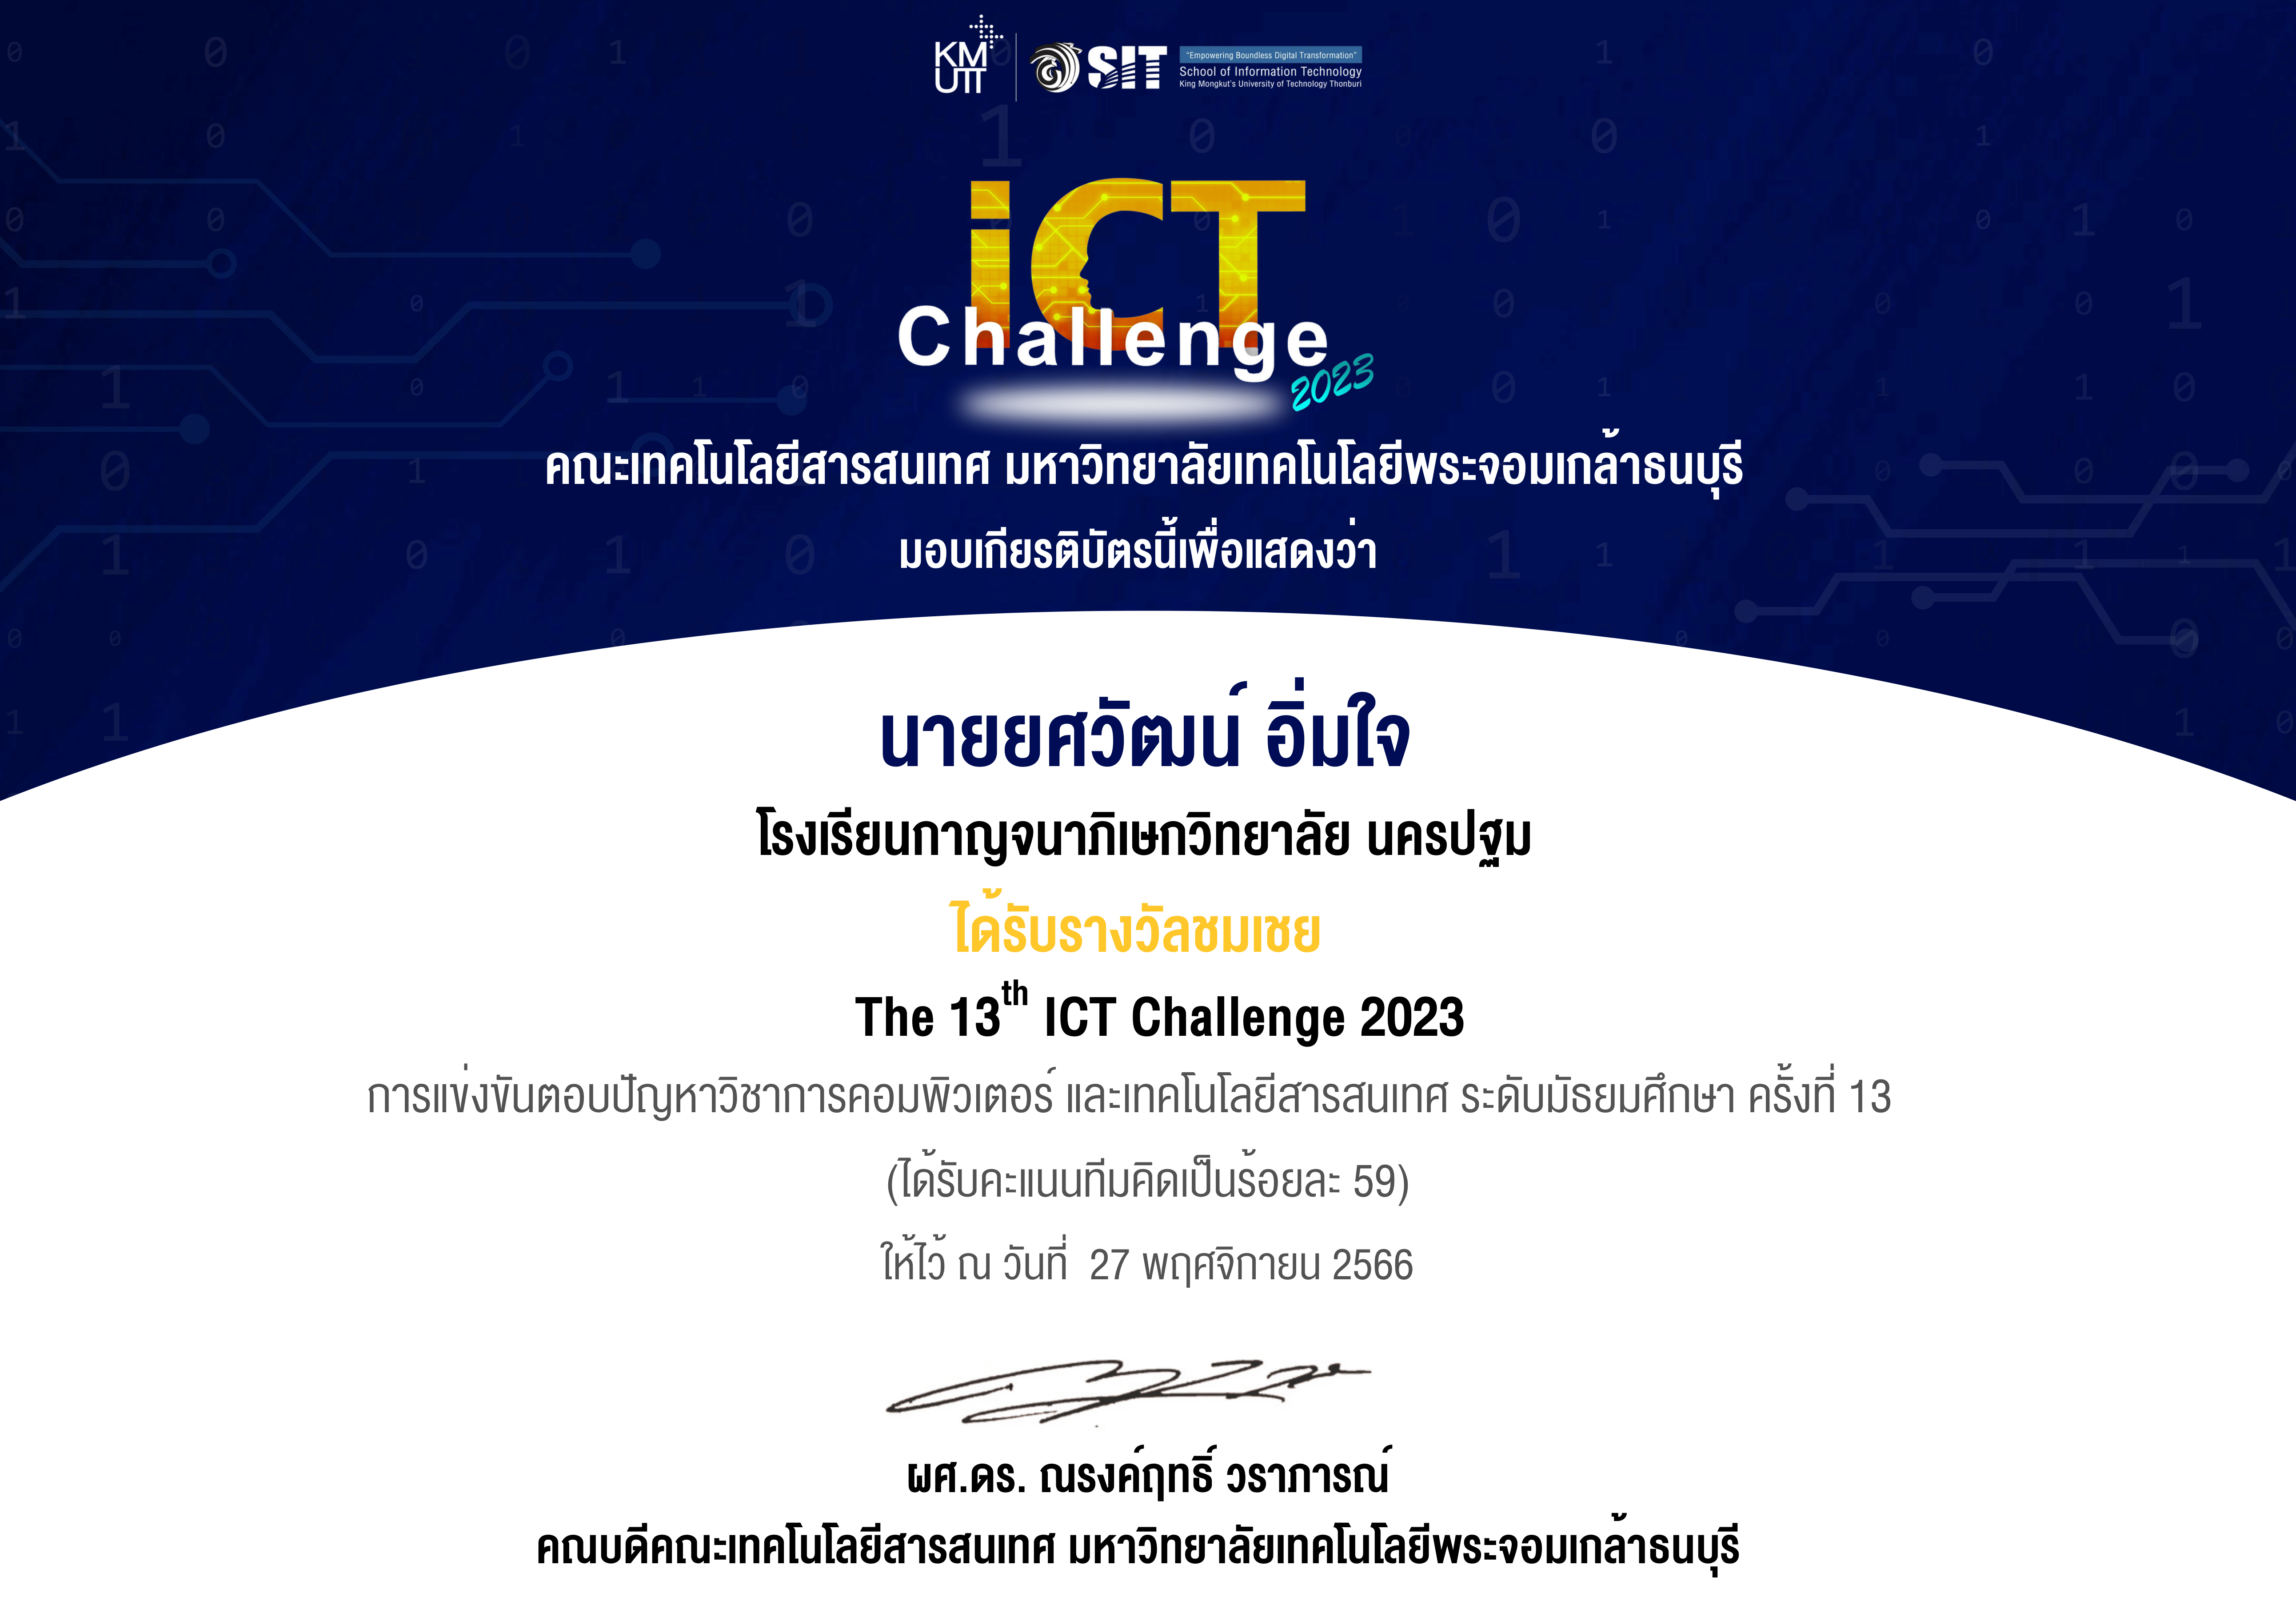 KM
UTT
SIT
"Empowering Boundless Digital Transformation"
School of Information Technology
King Mongkut's University of Technology Thonburi
iCT
Challenge
2023
คณะเทคโนโลยีสารสนเทศ มหาวิทยาลัยเทคโนโลยีพระจอมเกล้าธนบุรี
มอบเกียรติบัตรนี้เพื่อแสดงว่า
นายยศวัฒน์ อิ่มใจ
โรงเรียนกาญจนาภิเษกวิทยาลัย นครปฐม
ได้รับรางวัลชมเชย
The 13th ICT Challenge 2023
การแข่งขันตอบปัญหาวิชาการคอมพิวเตอร์ และเทคโนโลยีสารสนเทศ ระดับมัธยมศึกษา ครั้งที่ 13
(ได้รับคะแนนทีมคิดเป็นร้อยละ 59)
ให้ไว้ ณ วันที่ 27 พฤศจิกายน 2566
ผศ.ดร. ณรงค์ฤทธิ์ วราภารณ์
คณบดีคณะเทคโนโลยีสารสนเทศ มหาวิทยาลัยเทคโนโลยีพระจอมเกล้าธนบุรี